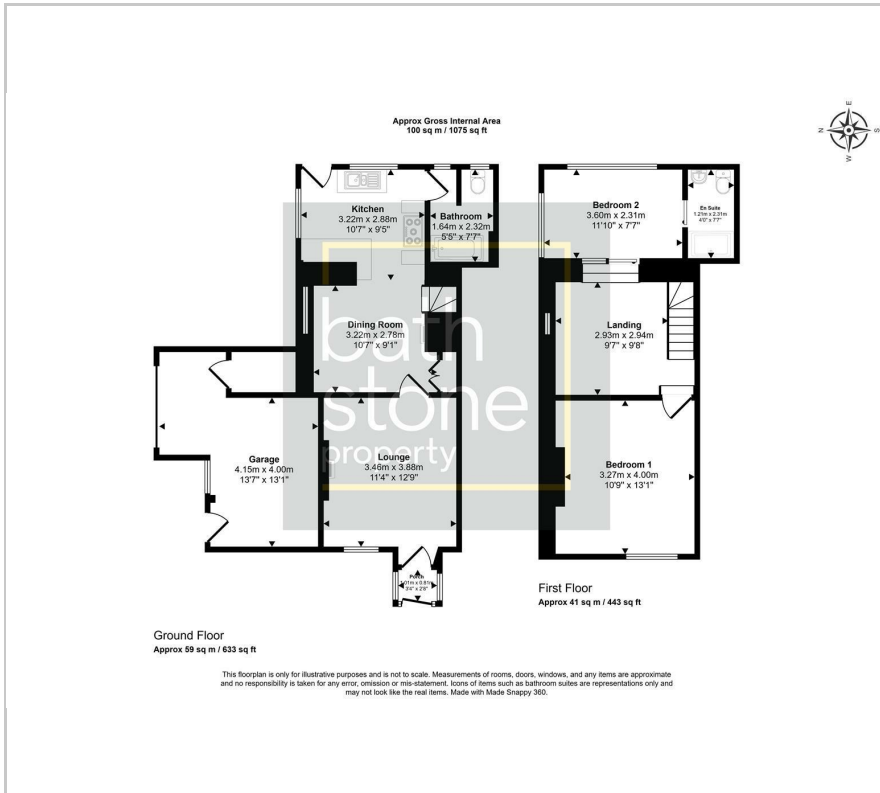 Approx Gross Internal Area
100 sq m / 1075 sq ft
N
E
S
W
Kitchen
3.22m x 2.88m
10'7" x 9'5"
Bathroom
1.64m x 2.32m
5'5" x 7'7"
Dining Room
3.22m x 2.78m
10'7" x 9'1"
Garage
4.15m x 4.00m
13'7" x 13'1"
Lounge
3.46m x 3.88m
11'4" x 12'9"
Porch
1.01m x 0.81m
3'4" x 2'8"
bath
stone
property
Bedroom 2
3.60m x 2.31m
11'10" x 7'7"
En Suite
1.21m x 2.31m
4'0" x 7'7"
Landing
2.93m x 2.94m
9'7" x 9'8"
Bedroom 1
3.27m x 4.00m
10'9" x 13'1"
First Floor
Approx 41 sq m / 443 sq ft
Ground Floor
Approx 59 sq m / 633 sq ft
This floorplan is only for illustrative purposes and is not to scale. Measurements of rooms, doors, windows, and any items are approximate
and no responsibility is taken for any error, omission or mis-statement. Icons of items such as bathroom suites are representations only and
may not look like the real items. Made with Made Snappy 360.